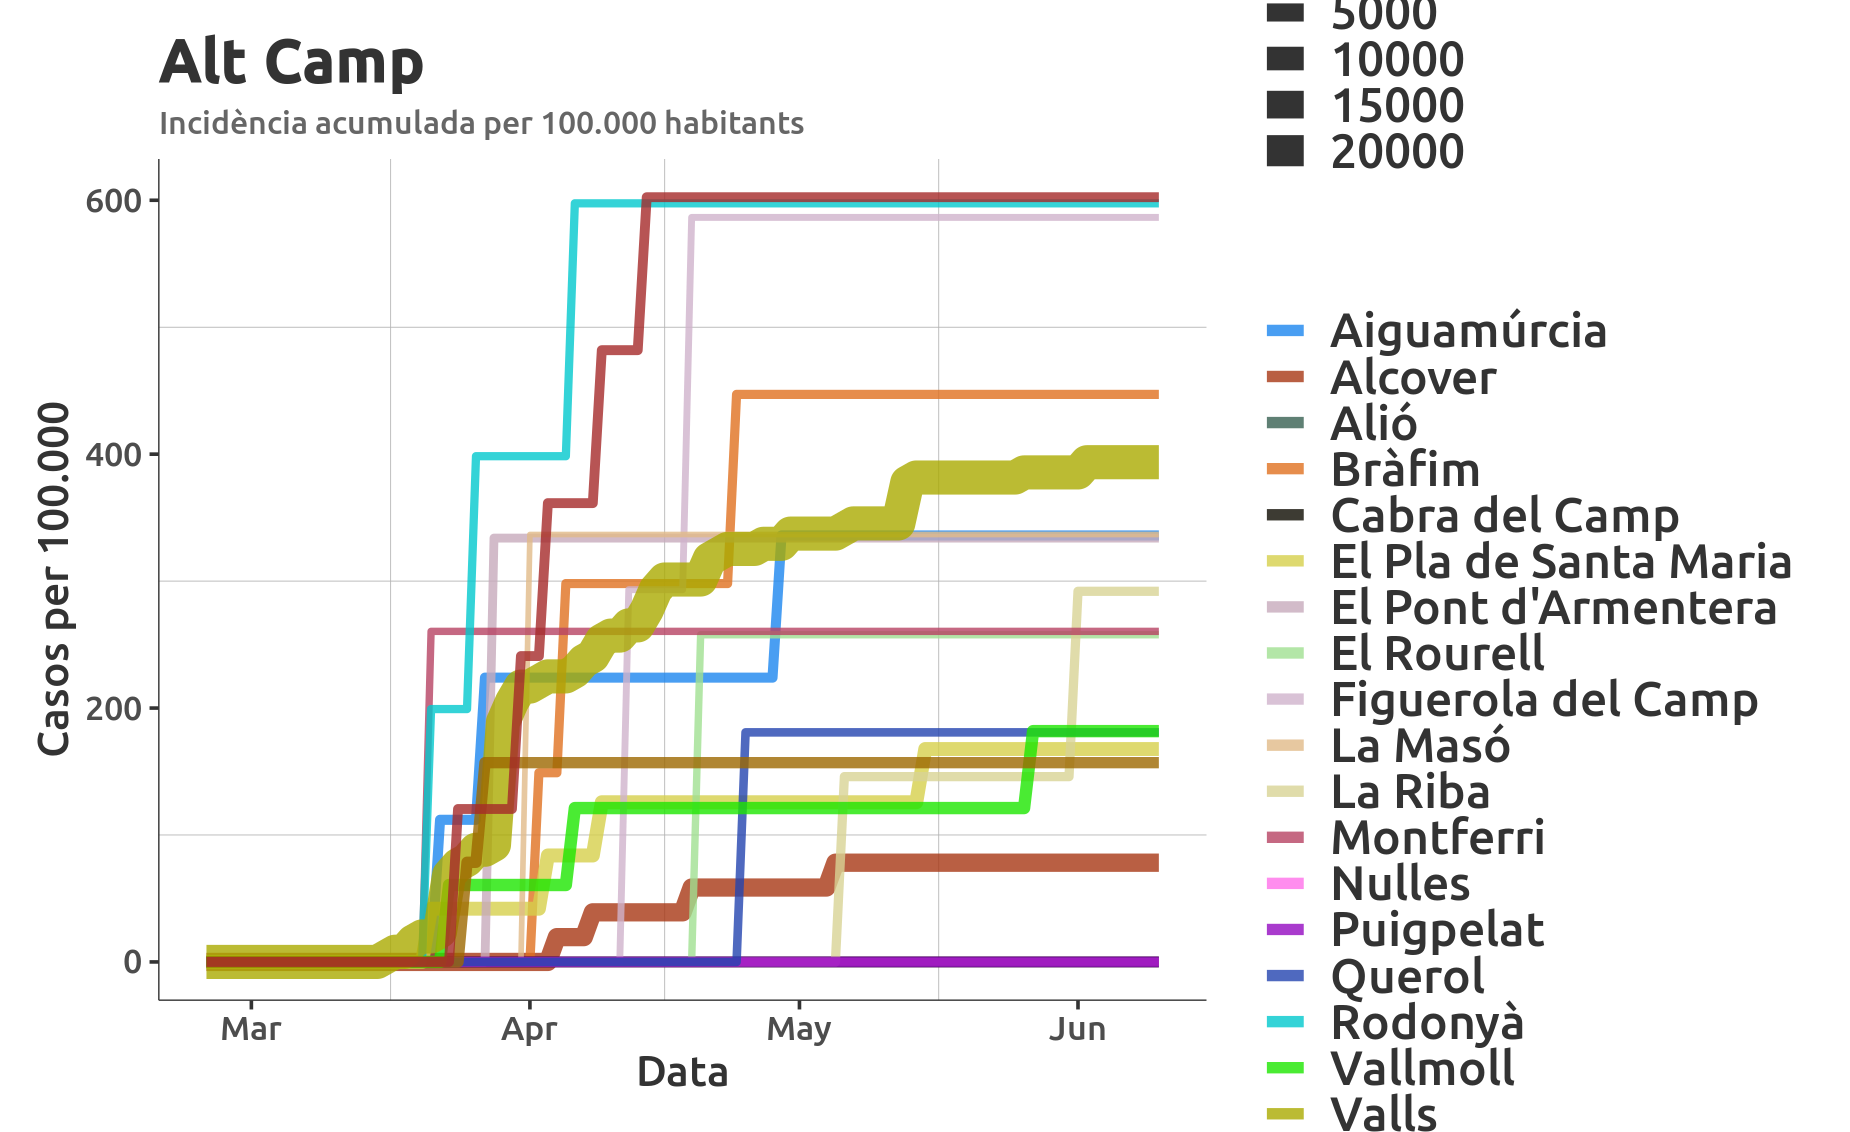 Alt Camp
Incidència acumulada per 100.000 habitants
Casos per 100.000
600
400
200
0
Mar
Apr
May
Jun
Data
5000
10000
15000
20000
Aiguamúrcia
Alcover
Alió
Bràfim
Cabra del Camp
El Pla de Santa Maria
El Pont d'Armentera
El Rourell
Figuerola del Camp
La Masó
La Riba
Montferri
Nulles
Puigpelat
Querol
Rodonyà
Vallmoll
Valls